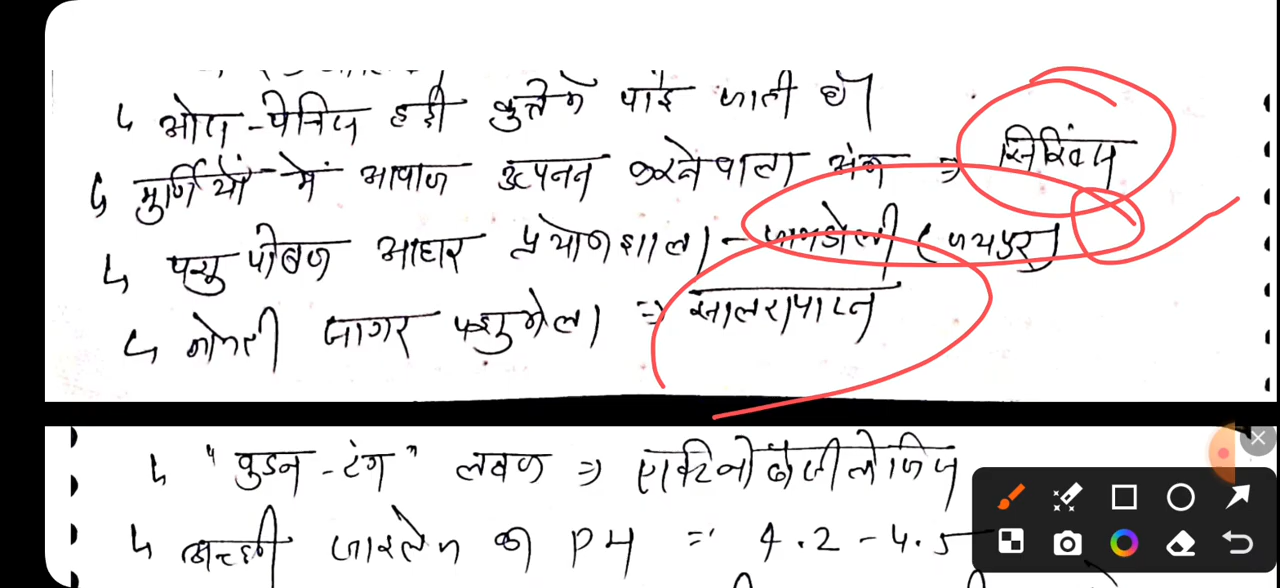 ↳ ओस - पेनिस हड्डी कुत्ते में पाई जाती है।
↳ मुर्गियों में आवाज उत्पनन करने वाला अंग ⇒ सिरिंक्स
↳ पशु पोषण आहार प्रयोगशाला - जामडोली (जयपुर)
↳ गोमती सागर पशुमेला ⇒ झालरापाटन
↳ "वुडन - टंग" लक्षण ⇒ एक्टिनोबेसीलोसिस
↳ अच्छी साइलेज का PH = 4.2 - 4.5